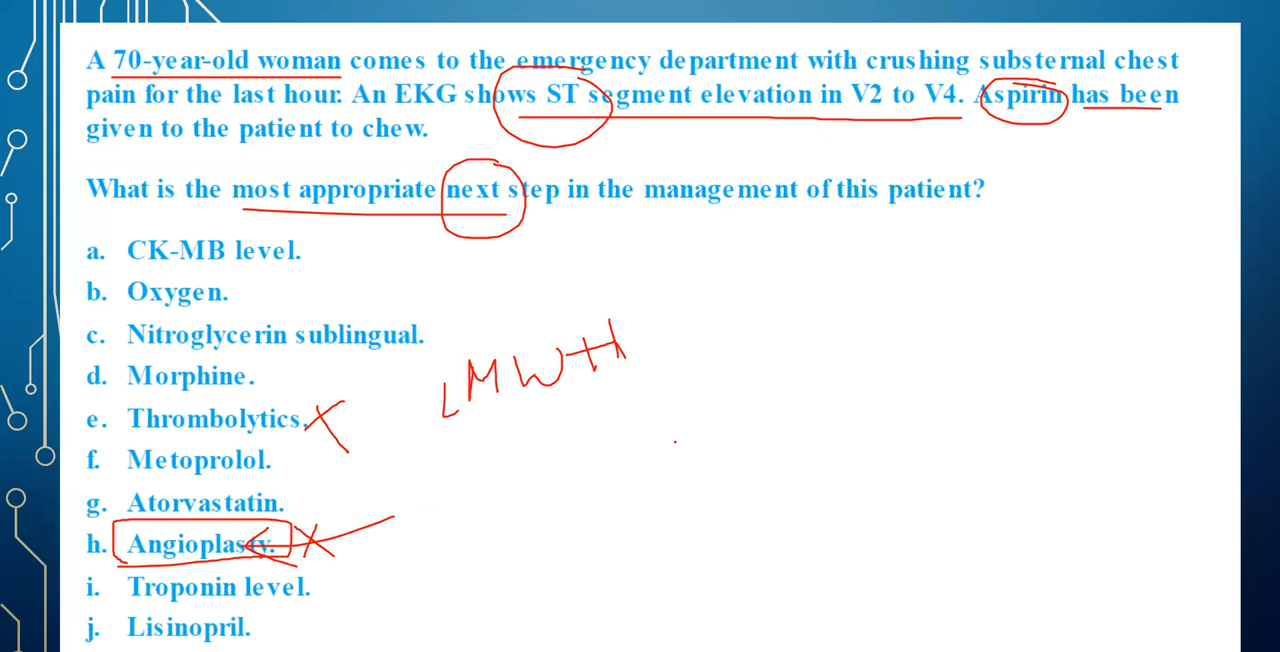 A 70-year-old woman comes to the emergency department with crushing substernal chest
pain for the last hour. An EKG shows ST segment elevation in V2 to V4. Aspirin has been
given to the patient to chew.
What is the most appropriate next step in the management of this patient?
a. CK-MB level.
b. Oxygen.
c. Nitroglycerin sublingual.
d. Morphine.
LMWH
e. Thrombolytics.
f. Metoprolol.
g. Atorvastatin.
h. Angioplasty.
i. Troponin level.
j. Lisinopril.